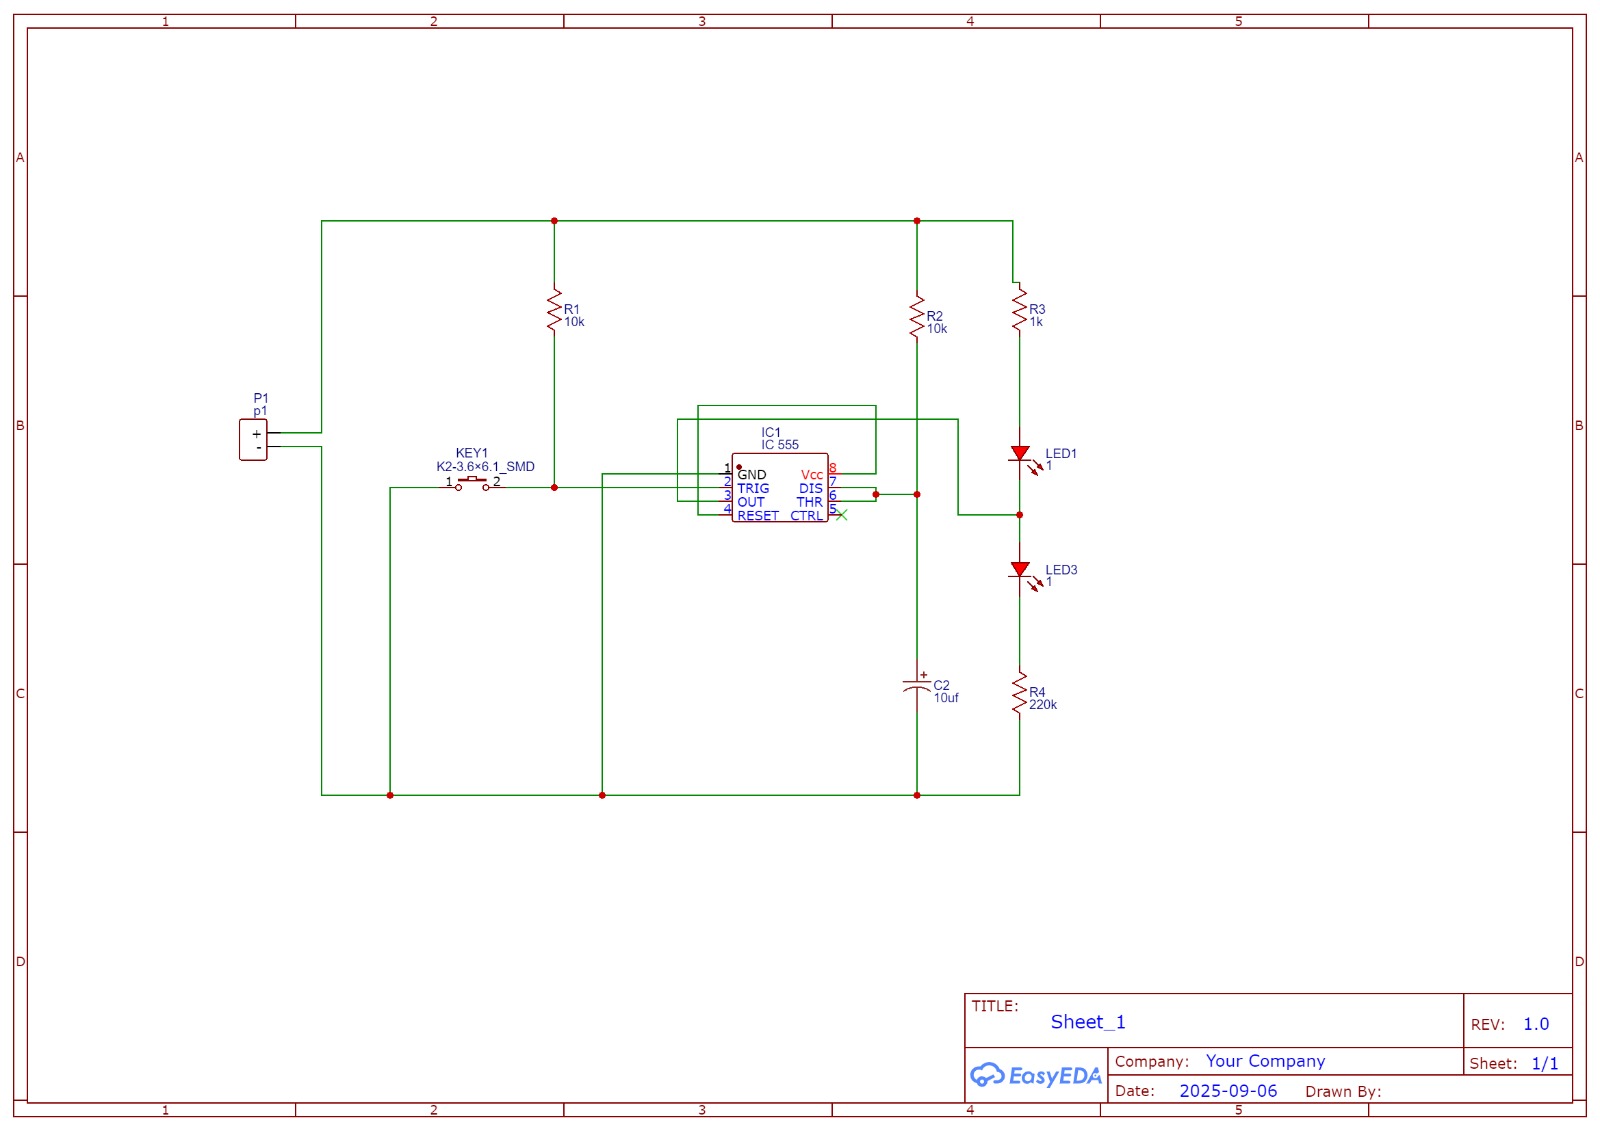 1 2 3 4 5
A A
R1
10k
R2
10k
R3
1k
P1
p1
+
-
B B
KEY1
K2-3.6×6.1_SMD
1 2
IC1
IC 555
1 GND Vcc 8
2 TRIG DIS 7
3 OUT THR 6
4 RESET CTRL 5
LED1
1
LED3
1
+
C2
10uf
R4
220k
C C
D D
TITLE:
Sheet_1
REV: 1.0
EasyEDA
Company: Your Company
Sheet: 1/1
Date: 2025-09-06 Drawn By:
1 2 3 4 5